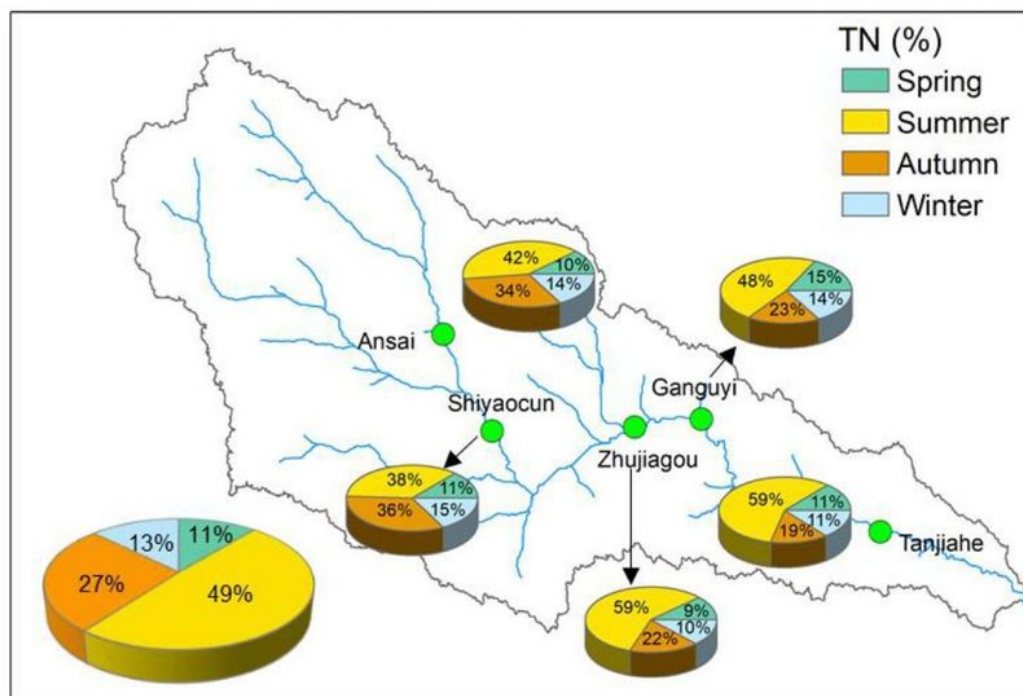 TN (%)
Spring
Summer
Autumn
Winter
42%
10%
34%
14%
48%
15%
23%
14%
Ansai
Shiyaocun
Ganguyi
Zhujiagou
Tanjiahe
38%
11%
36%
15%
59%
11%
19%
11%
13%
11%
27%
49%
59%
9%
22%
10%